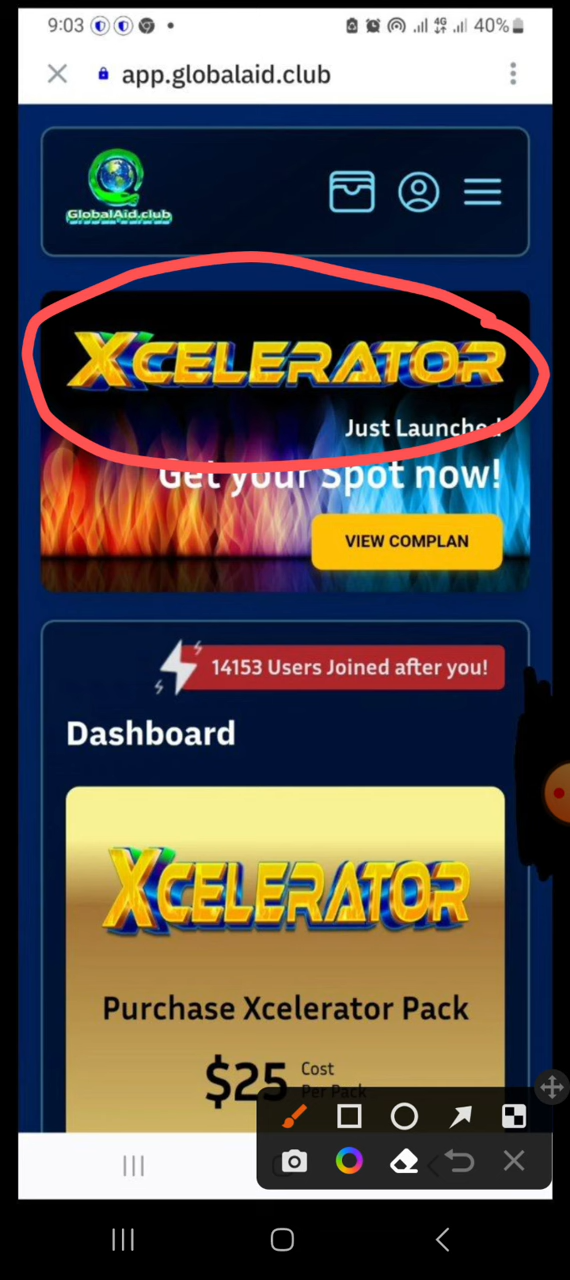 9:03
4G
40%
app.globalaid.club
GlobalAid.club
XCELERATOR
Just Launched
Get your Spot now!
VIEW COMPLAN
14153 Users Joined after you!
Dashboard
XCELERATOR
Purchase Xcelerator Pack
$25 Cost
Per Pack